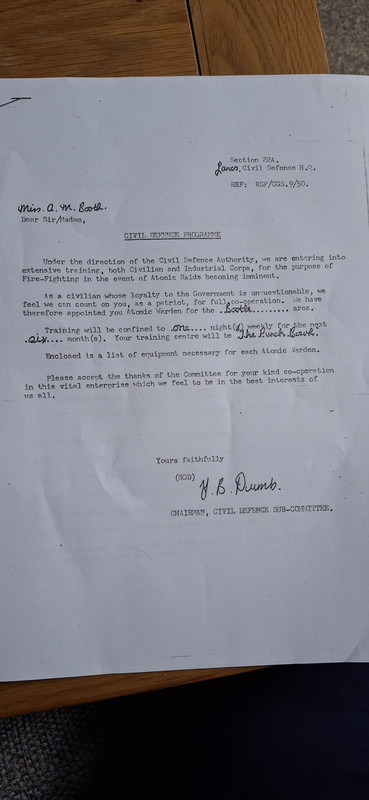 Section 22A.
Lancs, Civil Defence H.Q.
REF: HSP/GGS.9/50.
Miss. A. M. Booth.
Dear Sir/Madam,
CIVIL DEFENCE PROGRAMME
Under the direction of the Civil Defence Authority, we are entering into
extensive training, both Civilian and Industrial Corps, for the purpose of
Fire-Fighting in the event of Atomic Raids becoming imminent.
As a civilian whose loyalty to the Government is unquestionable, we
feel we can count on you, as a patriot, for full co-operation. We have
therefore appointed you Atomic Warden for the .Bootle......... area.
Training will be confined to .one.... night(s) weekly for the next
.six.... month(s). Your training centre will be The Punch Bowl.
Enclosed is a list of equipment necessary for each Atomic Warden.
Please accept the thanks of the Committee for your kind co-operation
in this vital enterprise which we feel to be in the best interests of
us all.
Yours faithfully
(SGD) Y. B. Dumb.
CHAIRMAN, CIVIL DEFENCE SUB-COMMITTEE.